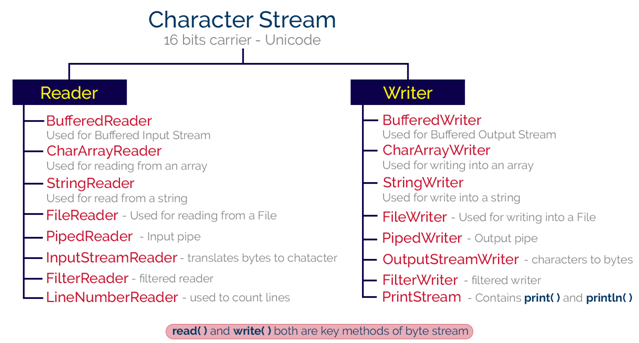 Character Stream
16 bits carrier - Unicode
Reader
BufferedReader
Used for Buffered Input Stream
CharArrayReader
Used for reading from an array
StringReader
Used for read from a string
FileReader - Used for reading from a File
PipedReader - Input pipe
InputStreamReader - translates bytes to chatacter
FilterReader - filtered reader
LineNumberReader - used to count lines
Writer
BufferedWriter
Used for Buffered Output Stream
CharArrayWriter
Used for writing into an array
StringWriter
Used for write into a string
FileWriter - Used for writing into a File
PipedWriter - Output pipe
OutputStreamWriter - characters to bytes
FilterWriter - filtered writer
PrintStream - Contains print( ) and println( )
read( ) and write( ) both are key methods of byte stream